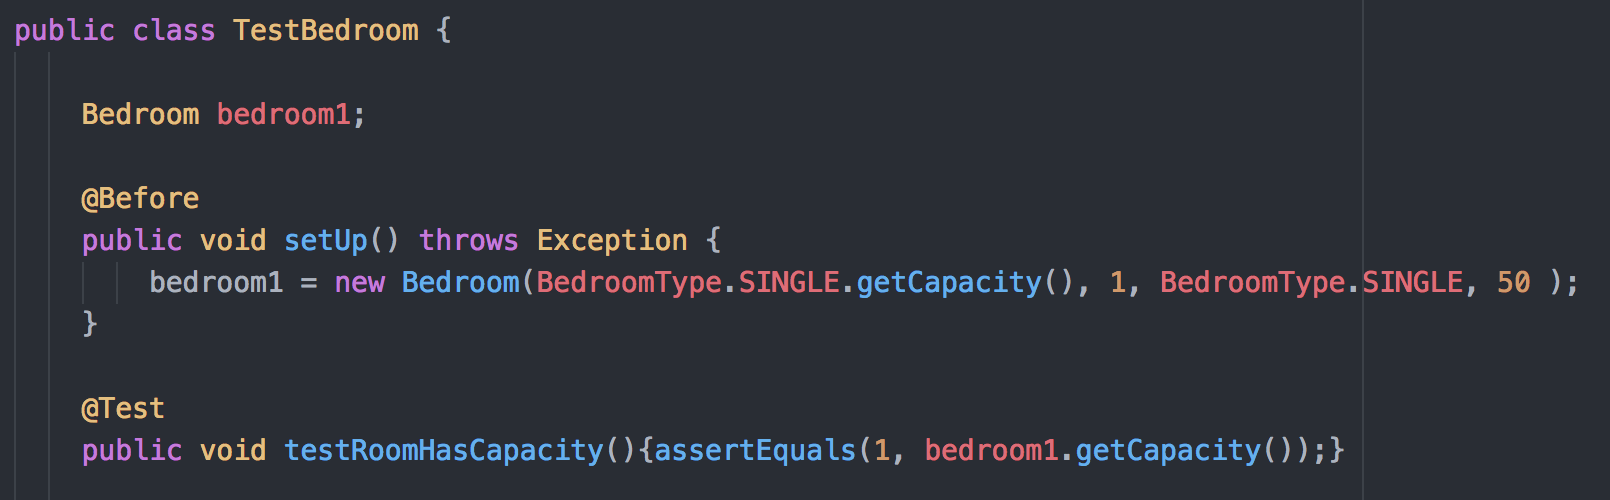 public class TestBedroom {
Bedroom bedroom1;
@Before
public void setUp() throws Exception {
bedroom1 = new Bedroom(BedroomType.SINGLE.getCapacity(), 1, BedroomType.SINGLE, 50 );
}
@Test
public void testRoomHasCapacity(){assertEquals(1, bedroom1.getCapacity());}